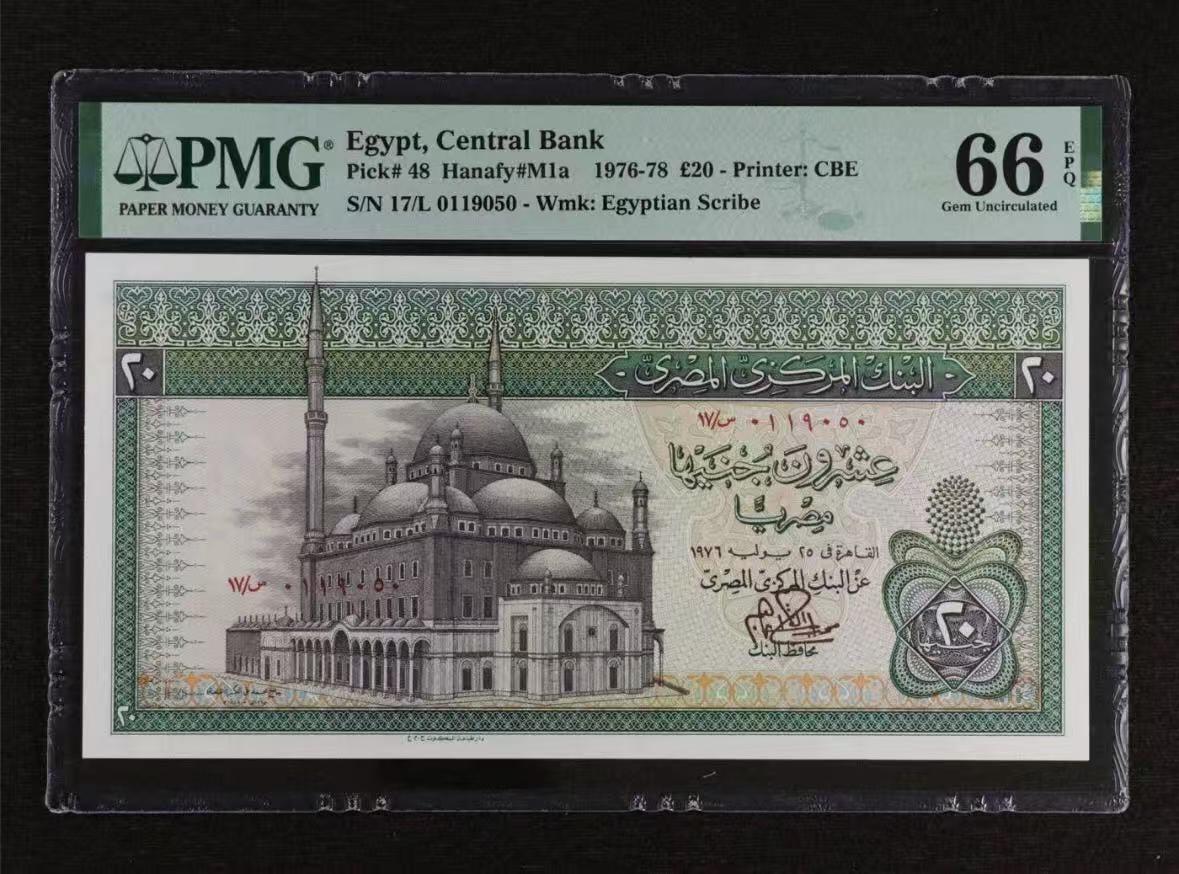 PMG®
PAPER MONEY GUARANTY
Egypt, Central Bank
Pick# 48 Hanafy#M1a 1976-78 £20 - Printer: CBE
S/N 17/L 0119050 - Wmk: Egyptian Scribe
66
EPQ
Gem Uncirculated
٢٠
البنك المركزى المصرى
٢٠
١٧/س ٠١١٩٠٥٠
عشرون جنيها
مصريا
القاهرة فى ٢٥ يوليه ١٩٧٦
عن البنك المركزى المصرى
محافظ البنك
١٧/س ٠١١٩٠٥٠
٢٠
٢٠